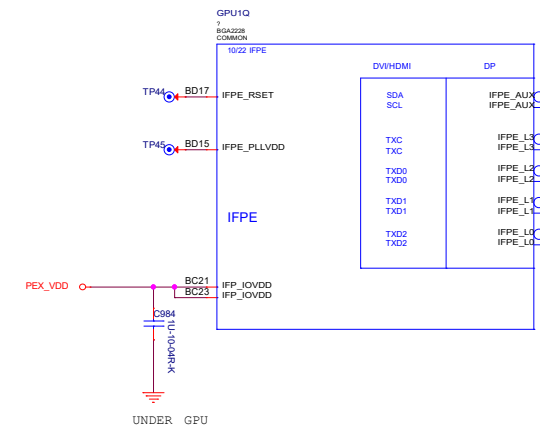 GPU1Q
?
BGA2228
COMMON
10/22 IFPE
DVI/HDMI DP
TP44 BD17 IFPE_RSET SDA IFPE_AUX
SCL IFPE_AUX
TXC IFPE_L3
TP45 BD15 IFPE_PLLVDD TXC IFPE_L3
TXD0 IFPE_L2
TXD0 IFPE_L2
TXD1 IFPE_L1
TXD1 IFPE_L1
IFPE
TXD2 IFPE_L0
TXD2 IFPE_L0
PEX_VDD BC21 IFP_IOVDD
BC23 IFP_IOVDD
C984
1U-10-04R-K
UNDER GPU